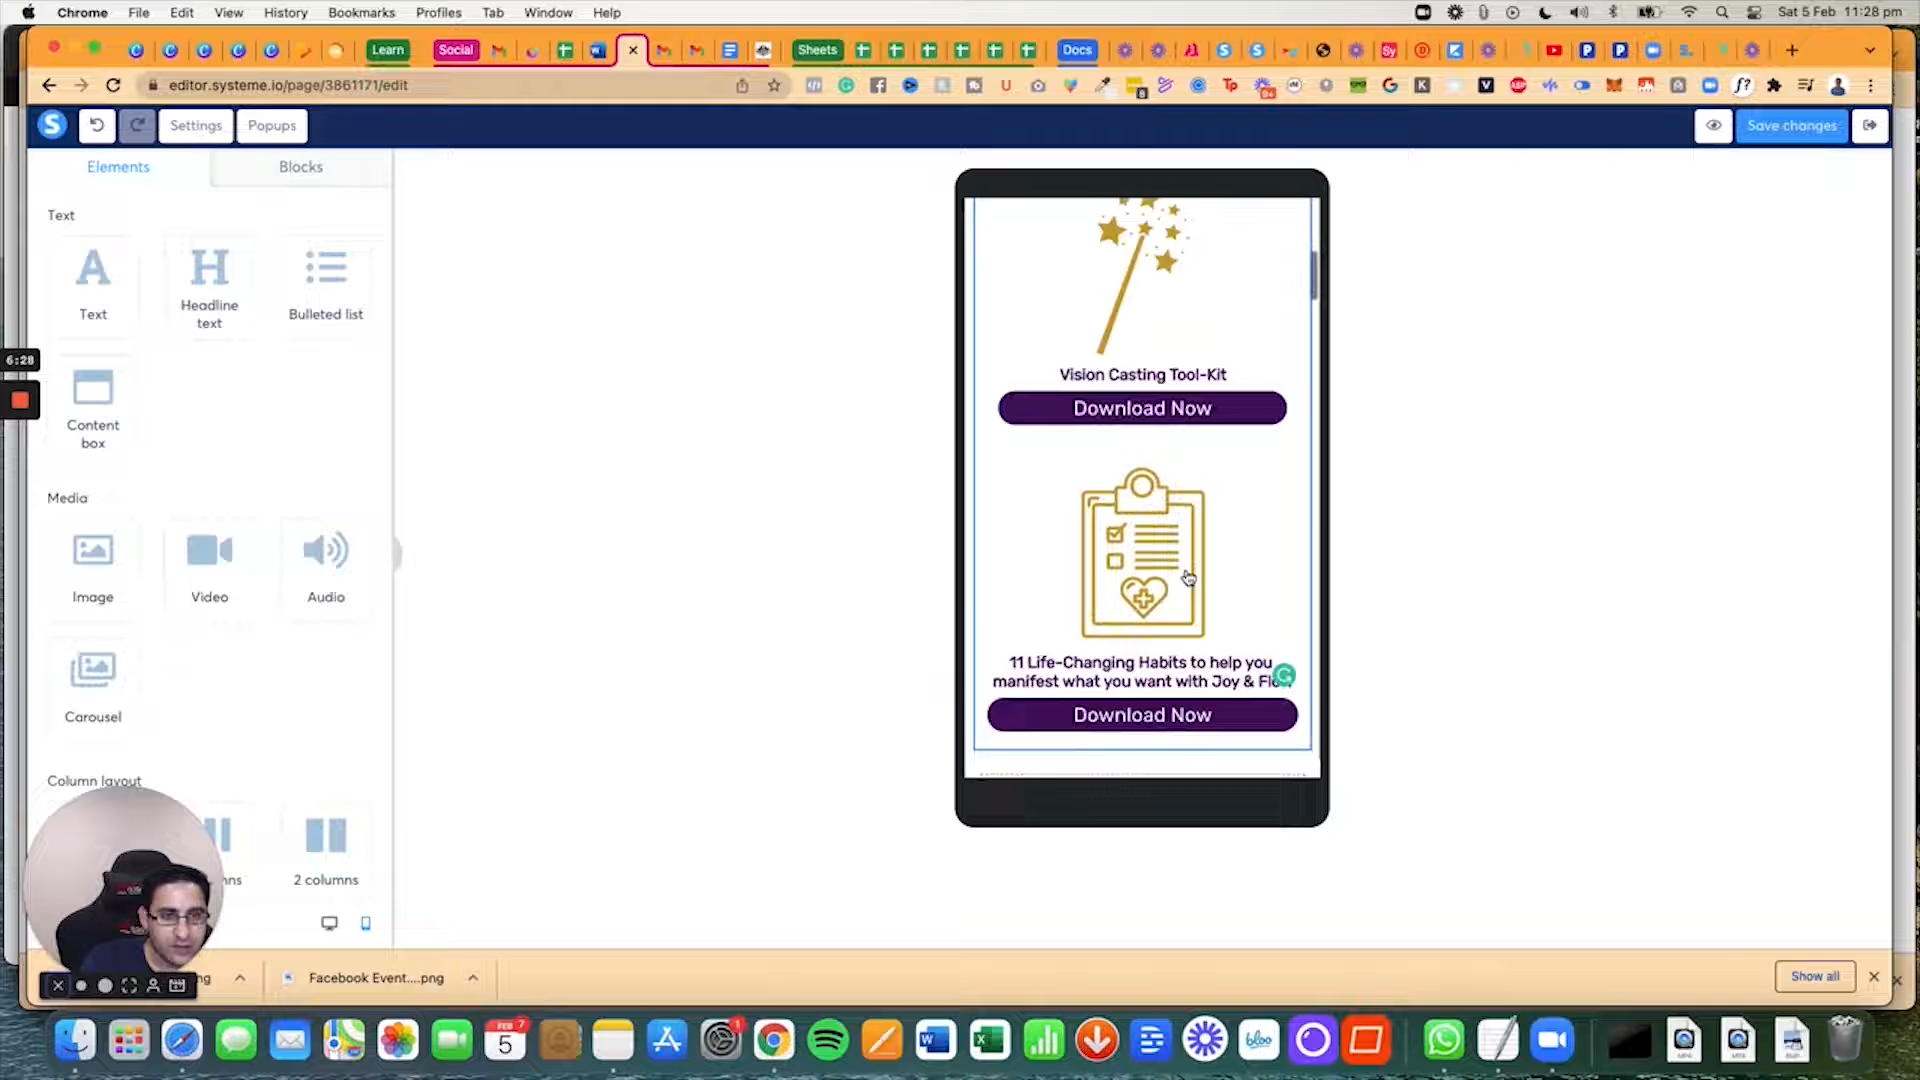 Chrome File Edit View History Bookmarks Profiles Tab Window Help
Sat 5 Feb 11:28 pm
Learn Social Sheets Docs
editor.systeme.io/page/3861171/edit
Settings Popups Save changes
Elements Blocks
Text
Text Headline text Bulleted list
6:28
Content box
Media
Image Video Audio
Carousel
Column layout
2 columns
Vision Casting Tool-Kit
Download Now
11 Life-Changing Habits to help you
manifest what you want with Joy &
Download Now
Facebook Event....png
Show all
FEB 5
bloo